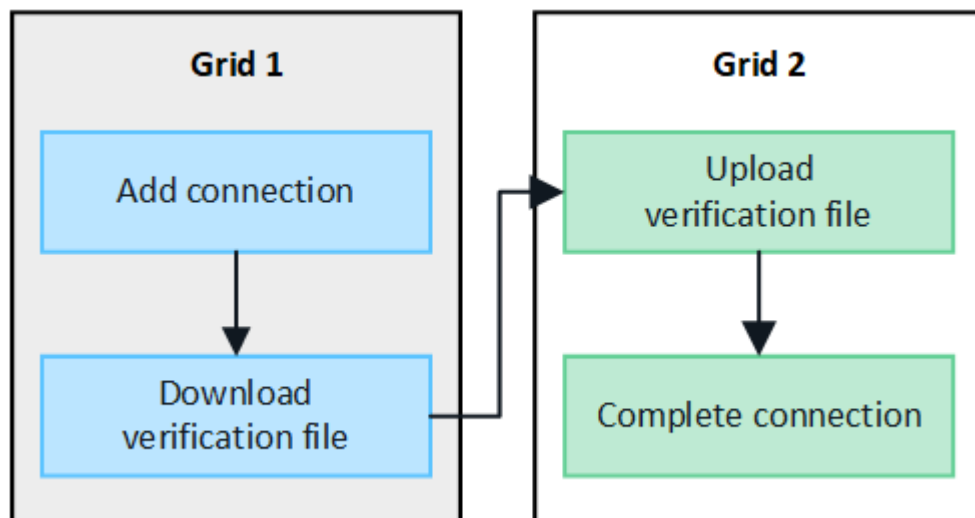 Grid 1
Add connection
Download
verification file
Grid 2
Upload
verification file
Complete connection